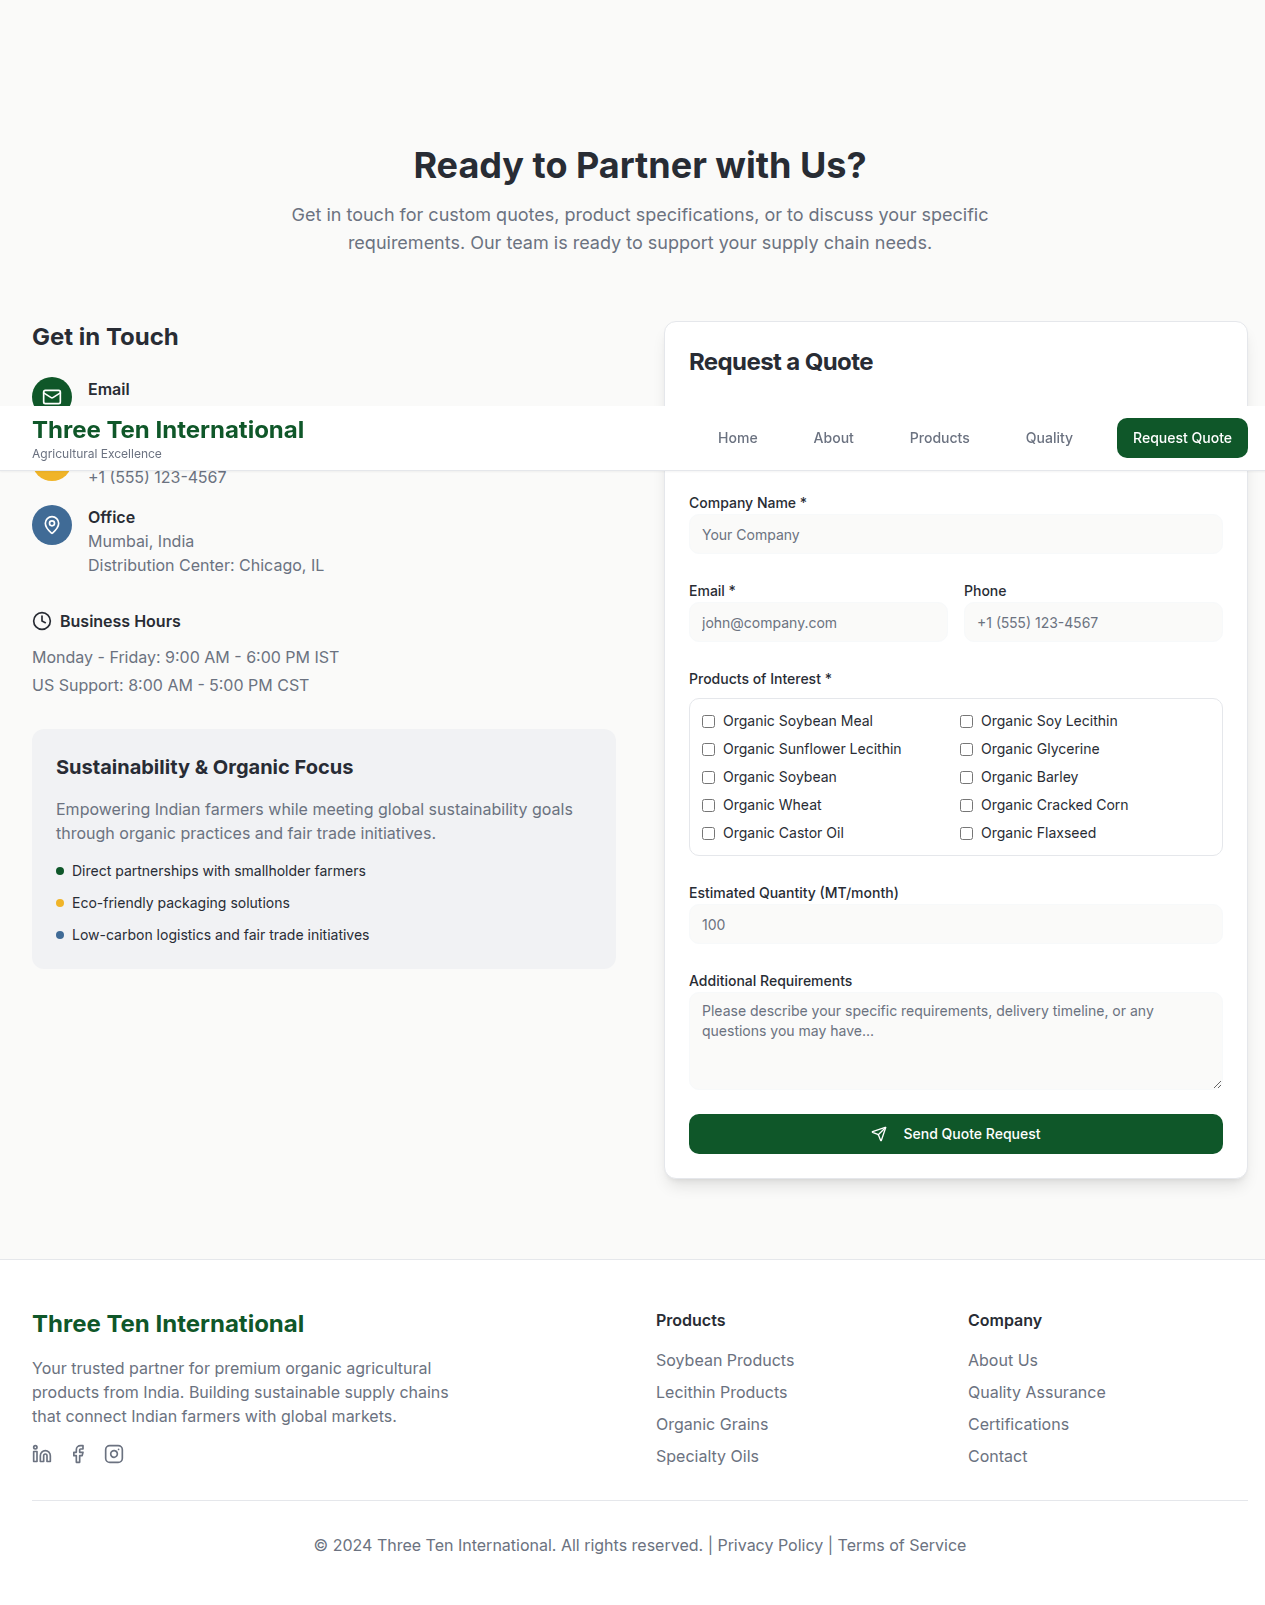 Ready to Partner with Us?
Get in touch for custom quotes, product specifications, or to discuss your specific
requirements. Our team is ready to support your supply chain needs.
Get in Touch
Email
Request a Quote
Three Ten International
Agricultural Excellence
Home
About
Products
Quality
Request Quote
+1 (555) 123-4567
Office
Mumbai, India
Distribution Center: Chicago, IL
Business Hours
Monday - Friday: 9:00 AM - 6:00 PM IST
US Support: 8:00 AM - 5:00 PM CST
Sustainability & Organic Focus
Empowering Indian farmers while meeting global sustainability goals
through organic practices and fair trade initiatives.
Direct partnerships with smallholder farmers
Eco-friendly packaging solutions
Low-carbon logistics and fair trade initiatives
Company Name *
Your Company
Email *
Phone
john@company.com
+1 (555) 123-4567
Products of Interest *
Organic Soybean Meal
Organic Soy Lecithin
Organic Sunflower Lecithin
Organic Glycerine
Organic Soybean
Organic Barley
Organic Wheat
Organic Cracked Corn
Organic Castor Oil
Organic Flaxseed
Estimated Quantity (MT/month)
100
Additional Requirements
Please describe your specific requirements, delivery timeline, or any
questions you may have...
Send Quote Request
Three Ten International
Your trusted partner for premium organic agricultural
products from India. Building sustainable supply chains
that connect Indian farmers with global markets.
Products
Soybean Products
Lecithin Products
Organic Grains
Specialty Oils
Company
About Us
Quality Assurance
Certifications
Contact
© 2024 Three Ten International. All rights reserved. | Privacy Policy | Terms of Service